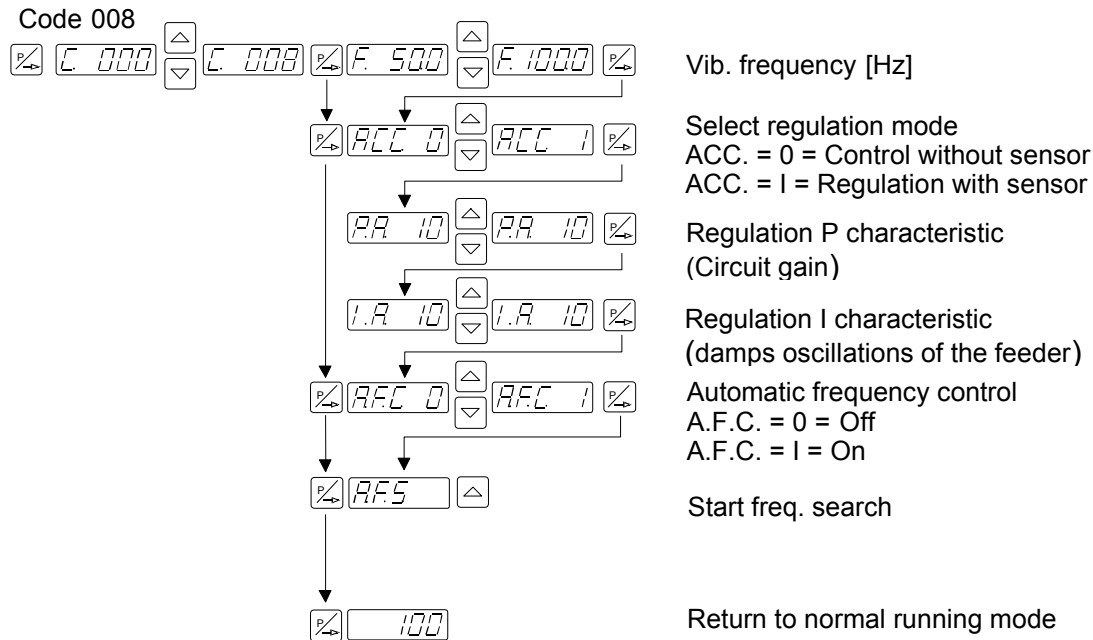 Code 008
P C. 000 C. 008 P F. 50.0 F. 100.0 P Vib. frequency [Hz]
P A.C.C. 0 A.C.C. 1 P Select regulation mode
ACC. = 0 = Control without sensor
ACC. = I = Regulation with sensor
P.A. 10 P.A. 10 P Regulation P characteristic
(Circuit gain)
I.A. 10 I.A. 10 P Regulation I characteristic
(damps oscillations of the feeder)
P A.F.C. 0 A.F.C. 1 P Automatic frequency control
A.F.C. = 0 = Off
A.F.C. = I = On
P A.F.S Start freq. search
P 100 Return to normal running mode